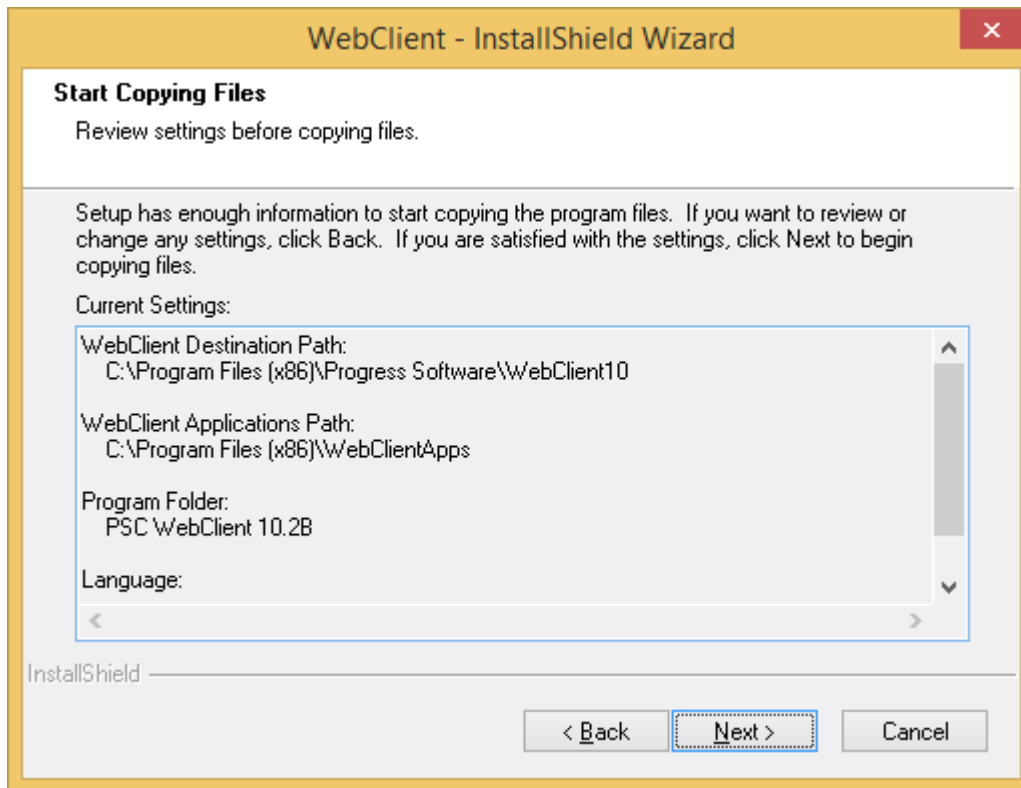 WebClient - InstallShield Wizard
Start Copying Files
Review settings before copying files.
Setup has enough information to start copying the program files.  If you want to review or
change any settings, click Back.  If you are satisfied with the settings, click Next to begin
copying files.
Current Settings:
WebClient Destination Path:
C:\Program Files (x86)\Progress Software\WebClient10
WebClient Applications Path:
C:\Program Files (x86)\WebClientApps
Program Folder:
PSC WebClient 10.2B
Language:
InstallShield
< Back
Next >
Cancel